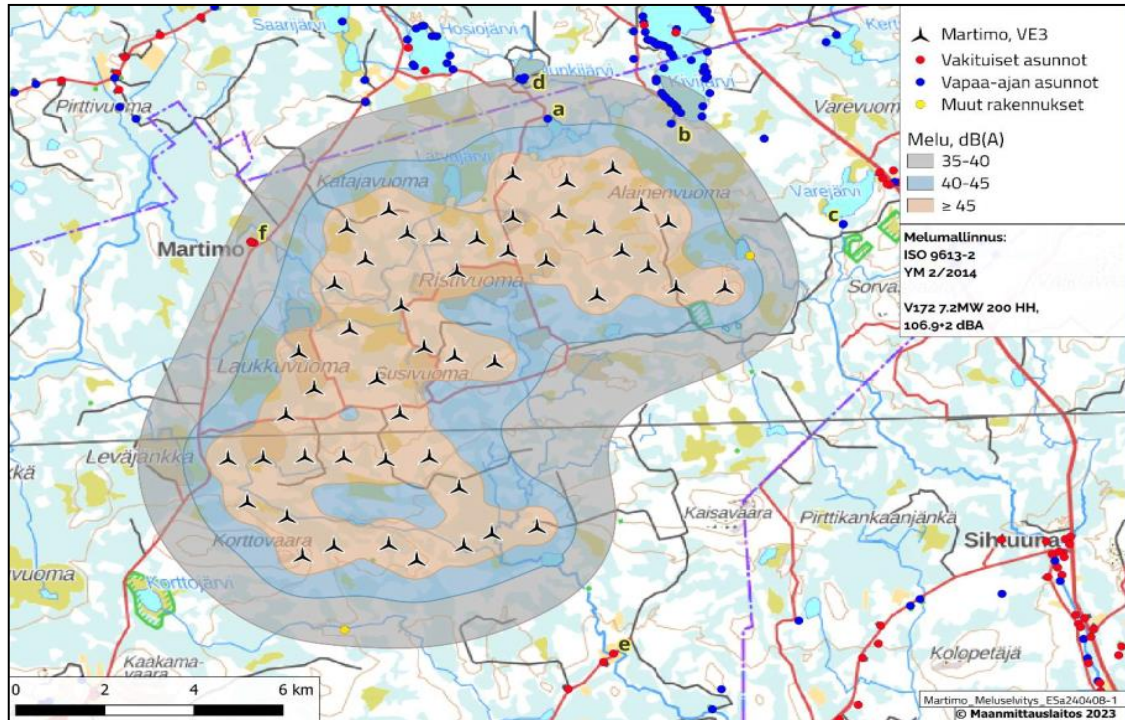 Saarijärvi
Hosiojärvi
Kivijärvi
Pirttivuoma
d
a
b
Varevuoma
Latvajärvi
Katajavuoma
Alainenvuoma
Varejärvi
c
f
Martimo
Ristivuoma
Laukkuvuoma
Susivuoma
Leväjänkkä
Kaisavaara
Pirttikankaanjänkä
Sihtuuna
Korttovaara
Korttojärvi
e
Kolopetäjä
Kaakama-
vaara
0 2 4 6 km
Martimo, VE3
Vakituiset asunnot
Vapaa-ajan asunnot
Muut rakennukset
Melu, dB(A)
35-40
40-45
≥ 45
Melumallinnus:
ISO 9613-2
YM 2/2014
V172 7.2MW 200 HH,
106.9+2 dBA
Martimo_Meluselvitys_ESa240408-1
© Maanmittauslaitos 2023